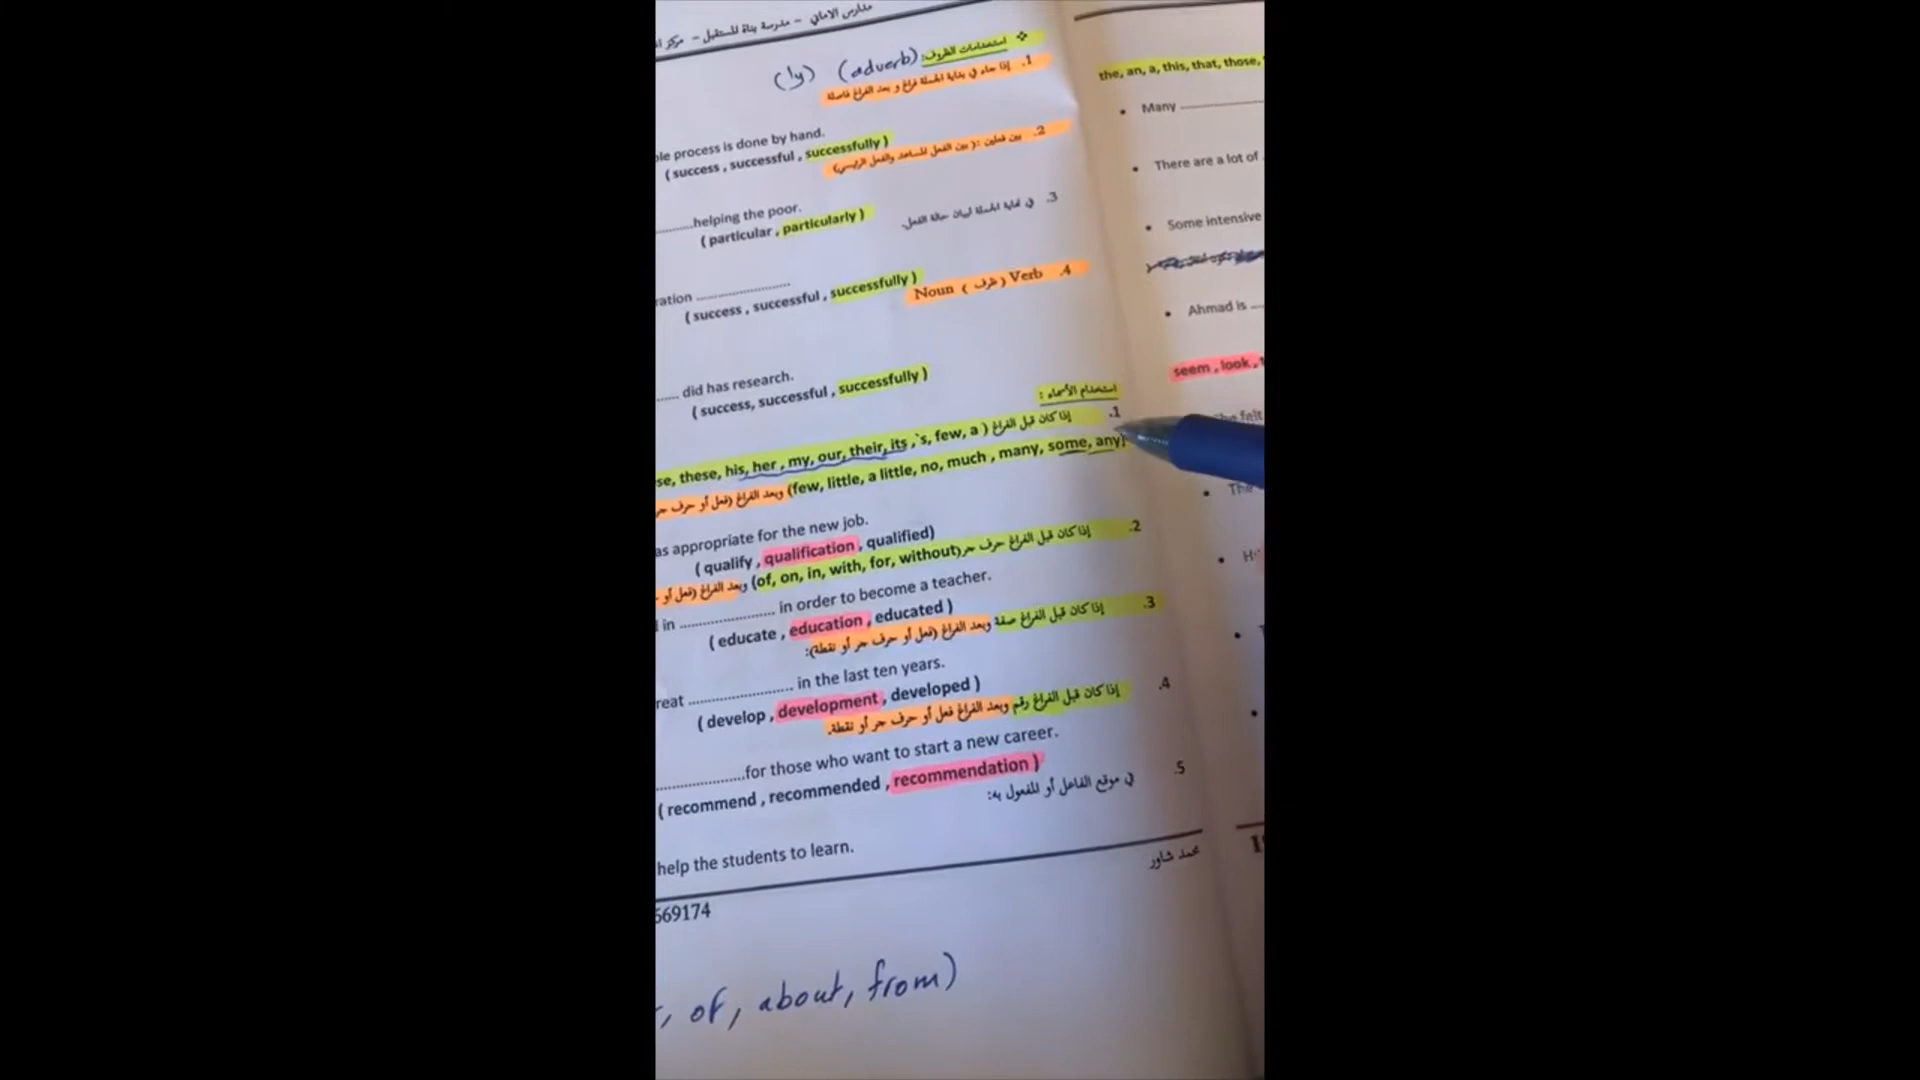 مدارس الاماني - مدرسة بناة المستقبل - مركز
❖ استخدامات الظروف: (adverb) (ly)
1. إذا جاء في بداية الجملة فراغ و بعد الفراغ فاصلة
ole process is done by hand.
( success , successful , successfully )
2. بين فعلين :( بين الفعل المساعد والفعل الرئيسي)
............helping the poor.
( particular , particularly )
3. في نهاية الجملة لبيان حالة الفعل.
ration ..........................
( success , successful , successfully )
4. Noun ( ظرف ) Verb
...... did has research.
( success, successful , successfully )
استخدام الأسماء :
1. إذا كان قبل الفراغ ( se, these, his, her , my, our, their, its ,`s, few, a
(few, little, a little, no, much , many, some, any) وبعد الفراغ (فعل أو حرف جر
as appropriate for the new job.
( qualify , qualification , qualified)
2. إذا كان قبل الفراغ حرف جر (of, on, in, with, for, without) وبعد الفراغ (فعل أو
in ........................ in order to become a teacher.
( educate , education , educated )
3. إذا كان قبل الفراغ صفة وبعد الفراغ (فعل أو حرف جر أو نقطة):
reat .......................... in the last ten years.
( develop , development , developed )
4. إذا كان قبل الفراغ رقم وبعد الفراغ فعل أو حرف جر أو نقطة.
......................for those who want to start a new career.
( recommend , recommended , recommendation )
5. في موقع الفاعل أو المفعول به:
help the students to learn.
محمد شاور
669174
, of, about, from)
the, an, a, this, that, those,
• Many
• There are a lot of
• Some intensive
• Ahmad is
seem , look ,
she felt
• The
• H